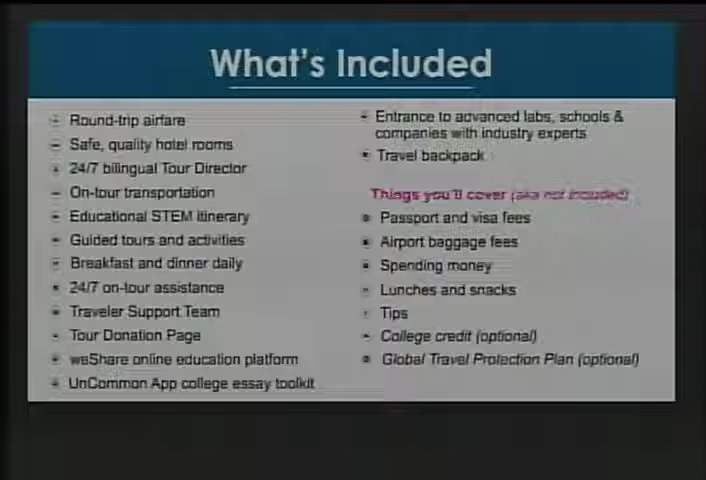 What's Included
Round-trip airfare
Safe, quality hotel rooms
24/7 bilingual Tour Director
On-tour transportation
Educational STEM itinerary
Guided tours and activities
Breakfast and dinner daily
24/7 on-tour assistance
Traveler Support Team
Tour Donation Page
weShare online education platform
UnCommon App college essay toolkit
Entrance to advanced labs, schools &
companies with industry experts
Travel backpack
Things you'll cover (aka not included)
Passport and visa fees
Airport baggage fees
Spending money
Lunches and snacks
Tips
College credit (optional)
Global Travel Protection Plan (optional)